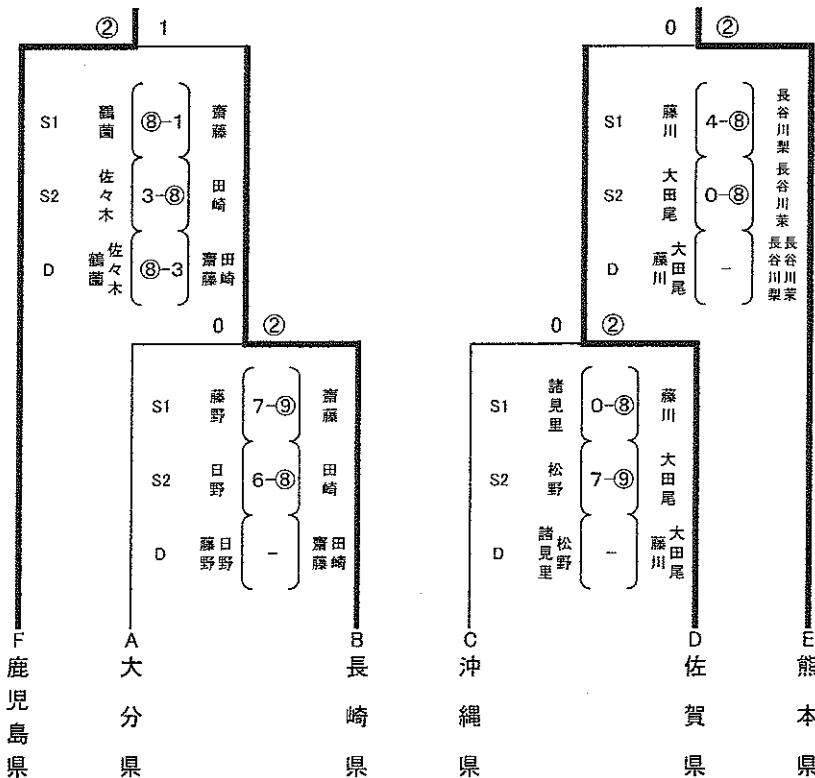 ② 1 0 ②
S1 鶴薗 ⑧-1 齋藤 S1 藤川 4-⑧ 長谷川梨
S2 佐々木 3-⑧ 田崎 S2 大田尾 0-⑧ 長谷川茉
D 鶴薗 佐々木 ⑧-3 齋藤 田崎 D 藤川 大田尾 - 長谷川梨 長谷川茉
0 ② 0 ②
S1 藤野 7-⑨ 齋藤 S1 諸見里 0-⑧ 藤川
S2 日野 6-⑧ 田崎 S2 松野 7-⑨ 大田尾
D 藤野 日野 - 齋藤 田崎 D 諸見里 松野 - 藤川 大田尾
F A B C D E
鹿児島県 大分県 長崎県 沖縄県 佐賀県 熊本県